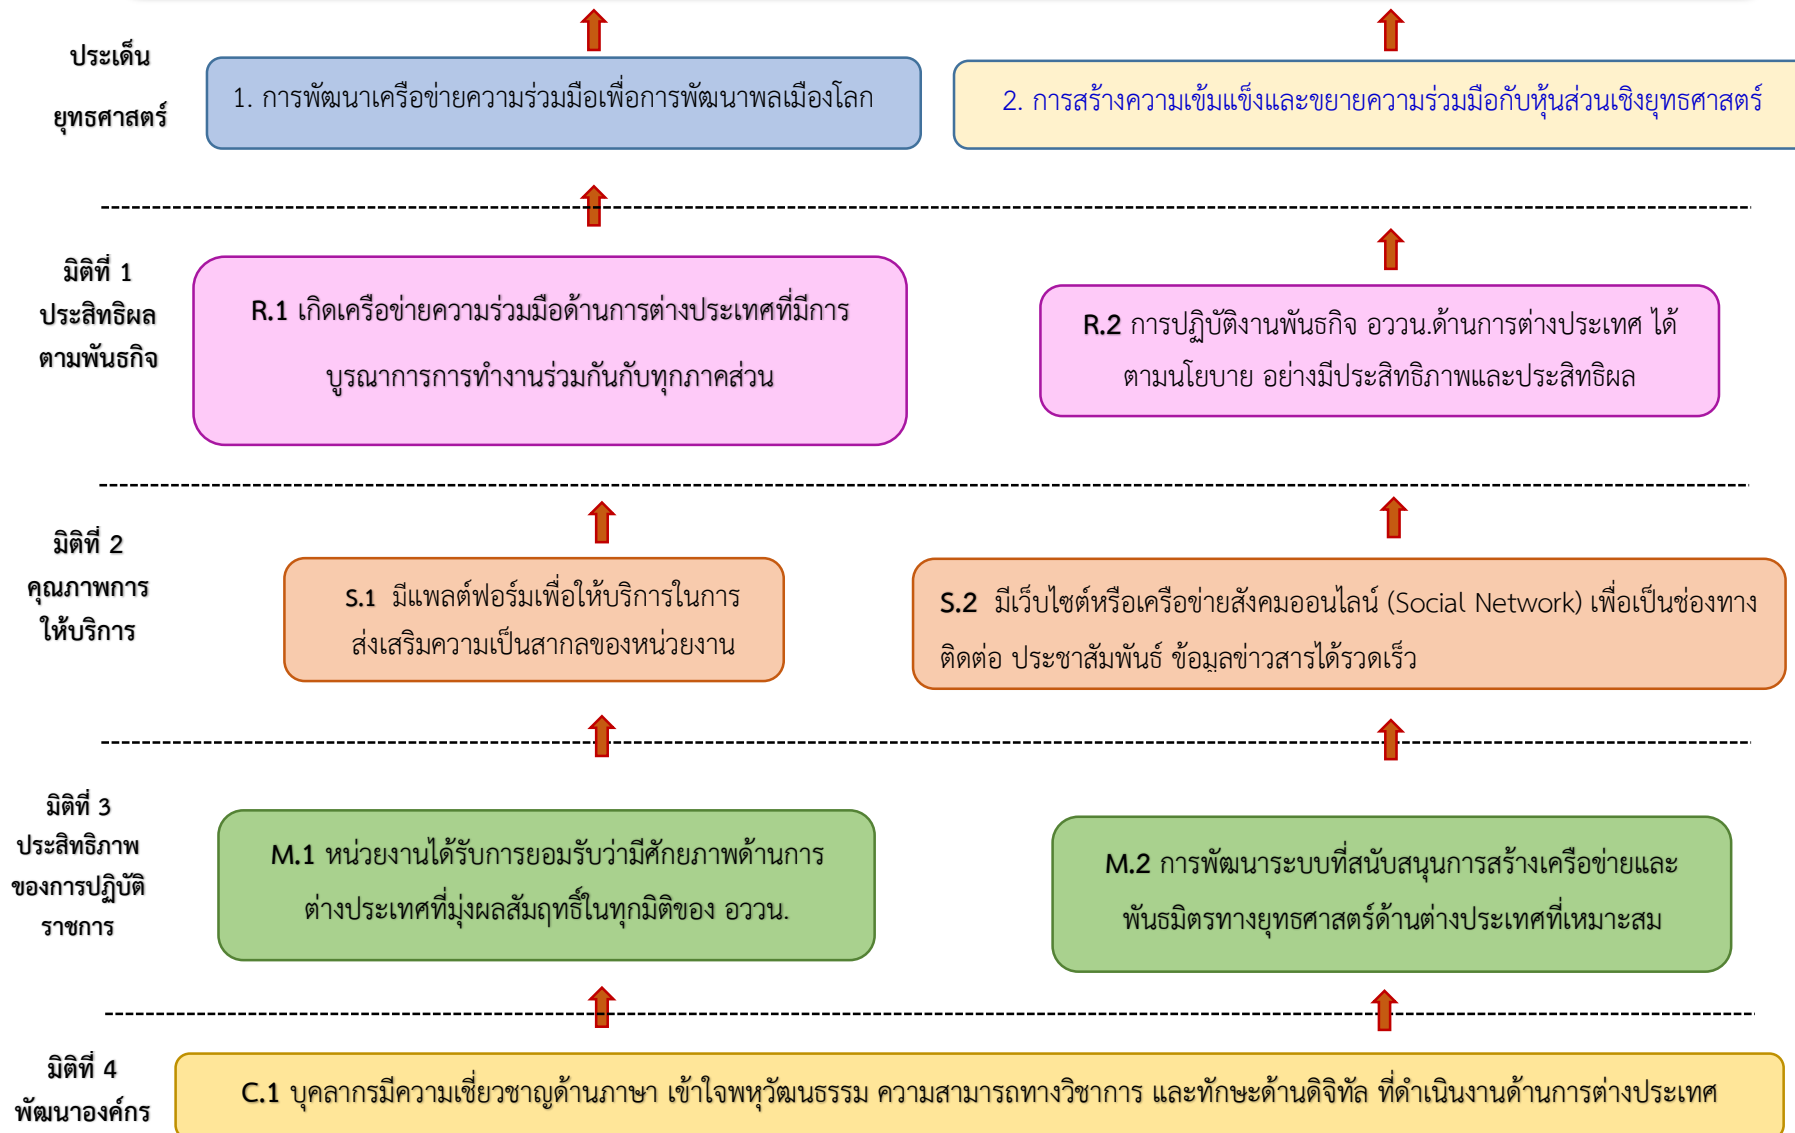 ประเด็น
ยุทธศาสตร์
1. การพัฒนาเครือข่ายความร่วมมือเพื่อการพัฒนาพลเมืองโลก
2. การสร้างความเข้มแข็งและขยายความร่วมมือกับหุ้นส่วนเชิงยุทธศาสตร์
มิติที่ 1
ประสิทธิผล
ตามพันธกิจ
R.1 เกิดเครือข่ายความร่วมมือด้านการต่างประเทศที่มีการ
บูรณาการการทำงานร่วมกันกับทุกภาคส่วน
R.2 การปฏิบัติงานพันธกิจ อววน.ด้านการต่างประเทศ ได้
ตามนโยบาย อย่างมีประสิทธิภาพและประสิทธิผล
มิติที่ 2
คุณภาพการ
ให้บริการ
S.1 มีแพลต์ฟอร์มเพื่อให้บริการในการ
ส่งเสริมความเป็นสากลของหน่วยงาน
S.2 มีเว็บไซต์หรือเครือข่ายสังคมออนไลน์ (Social Network) เพื่อเป็นช่องทาง
ติดต่อ ประชาสัมพันธ์ ข้อมูลข่าวสารได้รวดเร็ว
มิติที่ 3
ประสิทธิภาพ
ของการปฏิบัติ
ราชการ
M.1 หน่วยงานได้รับการยอมรับว่ามีศักยภาพด้านการ
ต่างประเทศที่มุ่งผลสัมฤทธิ์ในทุกมิติของ อววน.
M.2 การพัฒนาระบบที่สนับสนุนการสร้างเครือข่ายและ
พันธมิตรทางยุทธศาสตร์ด้านต่างประเทศที่เหมาะสม
มิติที่ 4
พัฒนาองค์กร
C.1 บุคลากรมีความเชี่ยวชาญด้านภาษา เข้าใจพหุวัฒนธรรม ความสามารถทางวิชาการ และทักษะด้านดิจิทัล ที่ดำเนินงานด้านการต่างประเทศ